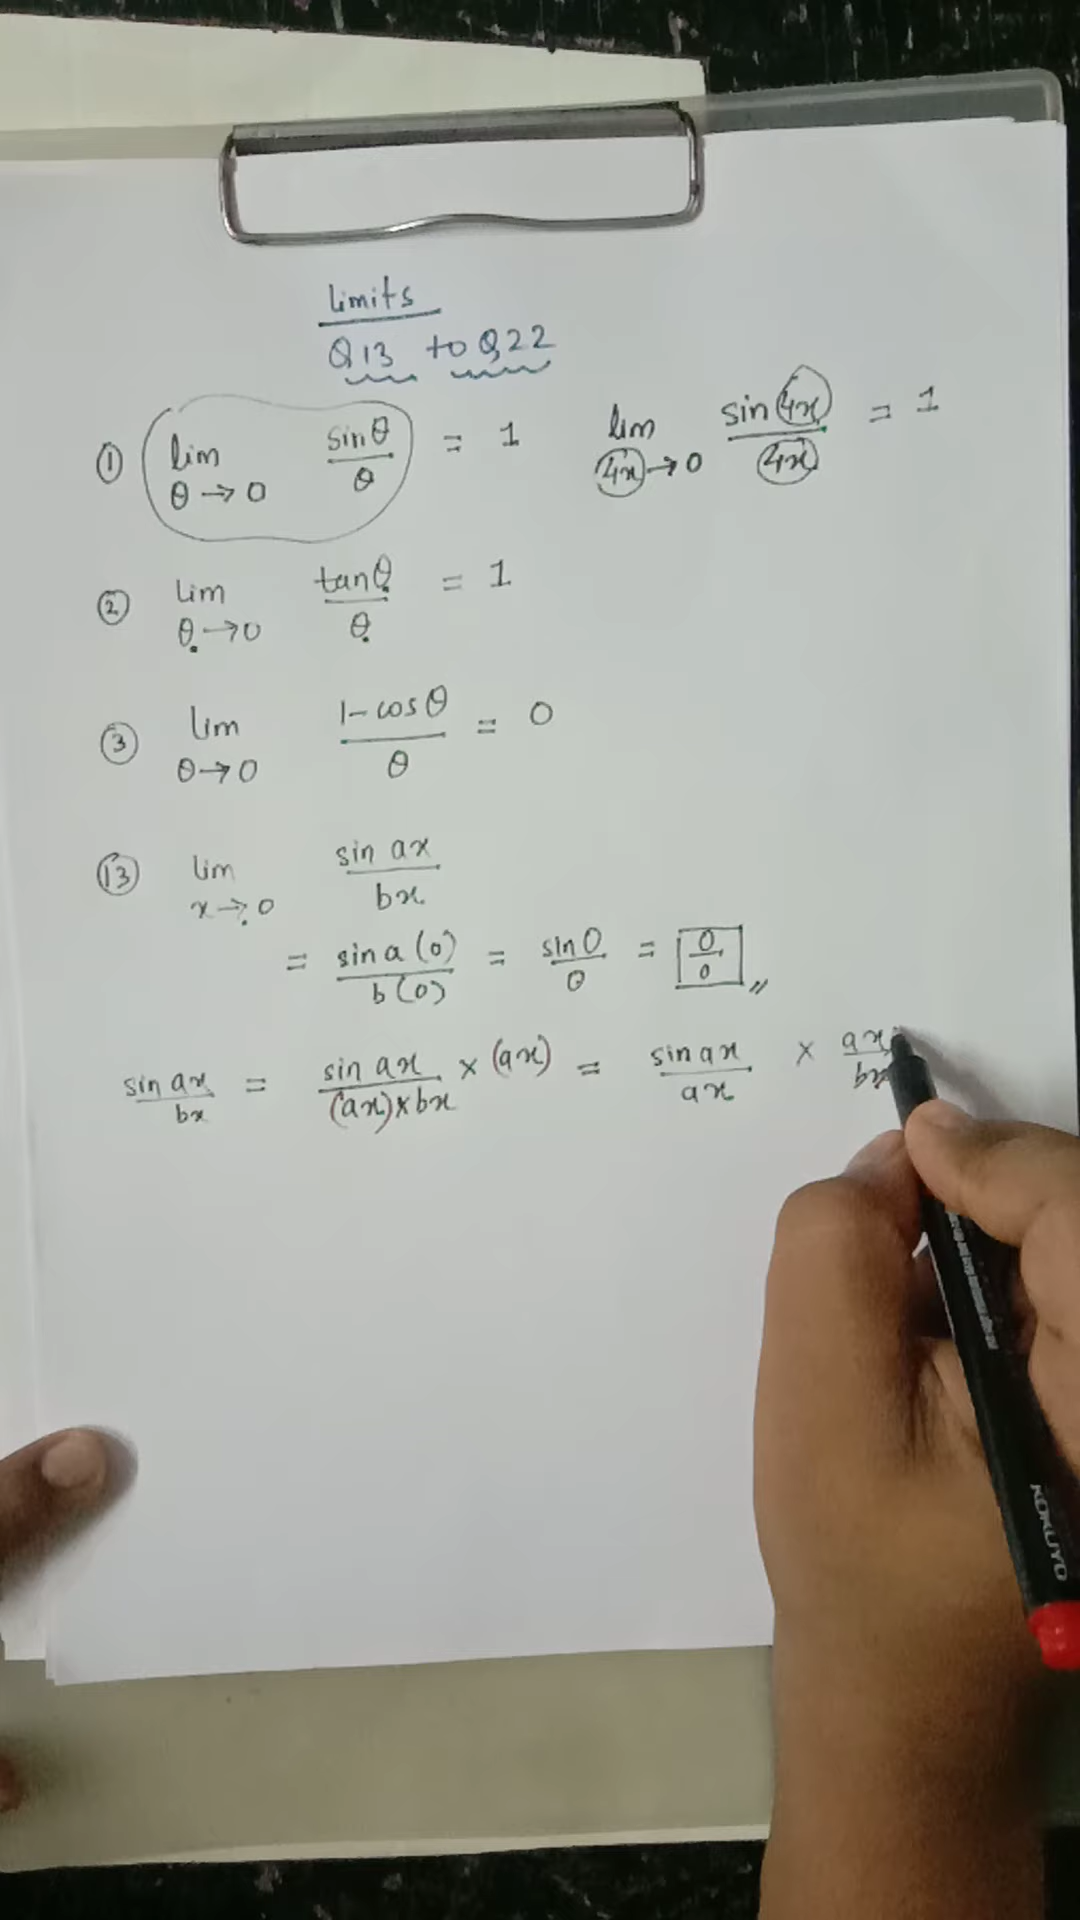 Limits
Q13 to Q22
① lim θ→0 sinθ/θ = 1 lim 4x→0 sin(4x)/(4x) = 1
② lim θ→0 tanθ/θ = 1
③ lim θ→0 1-cosθ/θ = 0
⑬ lim x→0 sin ax/bx
= sin a(0)/b(0) = sin0/0 = 0/0
sin ax/bx = sin ax/(ax)×bx × (ax) = sin ax/ax × ax/bx
KOKUYO